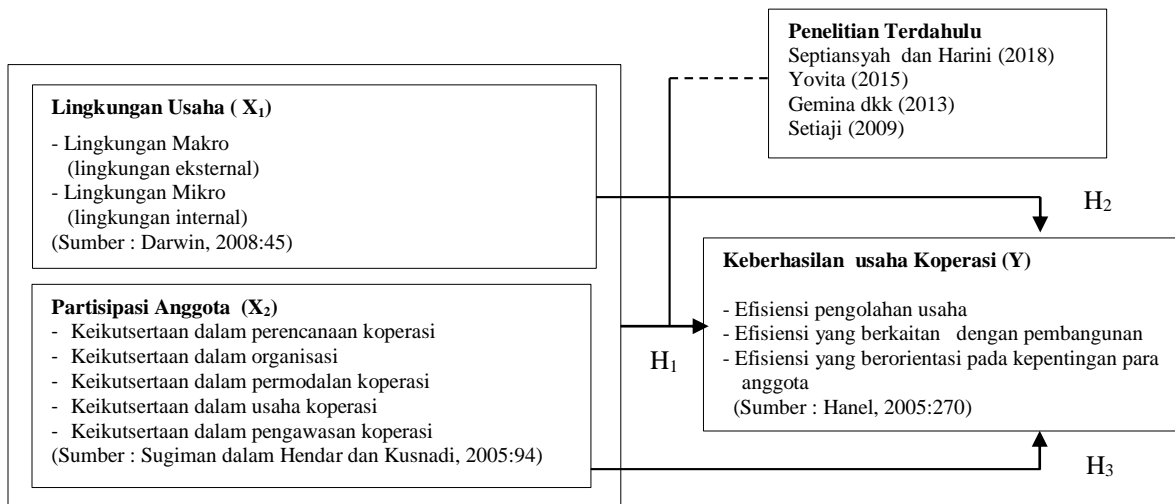 Penelitian Terdahulu
Septiansyah dan Harini (2018)
Yovita (2015)
Gemina dkk (2013)
Setiaji (2009)
Lingkungan Usaha ( X1)
- Lingkungan Makro
(lingkungan eksternal)
- Lingkungan Mikro
(lingkungan internal)
(Sumber : Darwin, 2008:45)
H2
Partisipasi Anggota (X2)
- Keikutsertaan dalam perencanaan koperasi
- Keikutsertaan dalam organisasi
- Keikutsertaan dalam permodalan koperasi
- Keikutsertaan dalam usaha koperasi
- Keikutsertaan dalam pengawasan koperasi
(Sumber : Sugiman dalam Hendar dan Kusnadi, 2005:94)
H1
Keberhasilan usaha Koperasi (Y)
- Efisiensi pengolahan usaha
- Efisiensi yang berkaitan dengan pembangunan
- Efisiensi yang berorientasi pada kepentingan para
anggota
(Sumber : Hanel, 2005:270)
H3